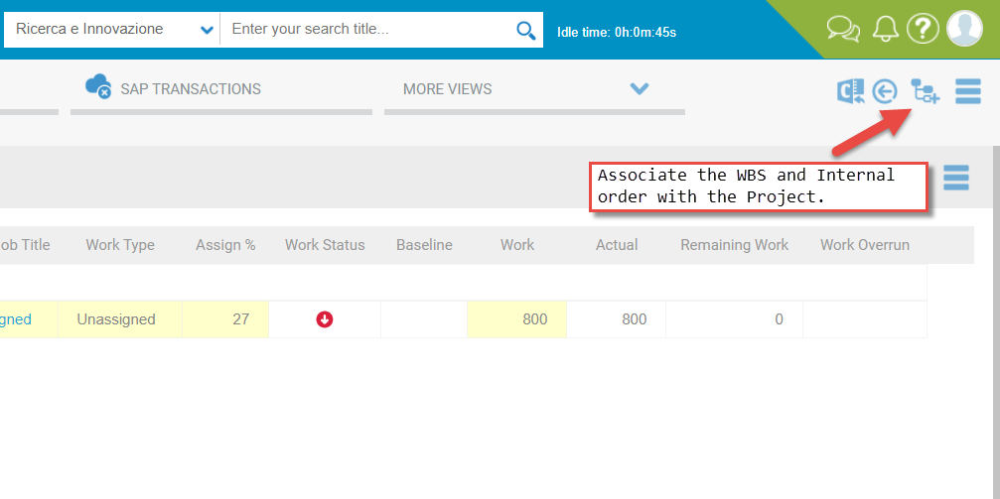 Ricerca e Innovazione
Enter your search title...
Idle time: 0h:0m:45s
SAP TRANSACTIONS
MORE VIEWS
Associate the WBS and Internal
order with the Project.
ob Title Work Type Assign % Work Status Baseline Work Actual Remaining Work Work Overrun
gned Unassigned 27 800 800 0